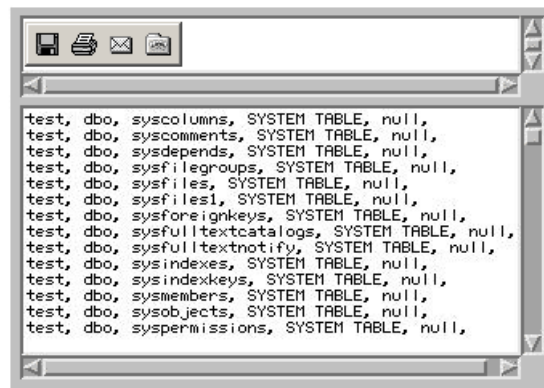 test, dbo, syscolumns, SYSTEM TABLE, null,
test, dbo, syscomments, SYSTEM TABLE, null,
test, dbo, sysdepends, SYSTEM TABLE, null,
test, dbo, sysfilegroups, SYSTEM TABLE, null,
test, dbo, sysfiles, SYSTEM TABLE, null,
test, dbo, sysfiles1, SYSTEM TABLE, null,
test, dbo, sysforeignkeys, SYSTEM TABLE, null,
test, dbo, sysfulltextcatalogs, SYSTEM TABLE, null,
test, dbo, sysfulltextnotify, SYSTEM TABLE, null,
test, dbo, sysindexes, SYSTEM TABLE, null,
test, dbo, sysindexkeys, SYSTEM TABLE, null,
test, dbo, sysmembers, SYSTEM TABLE, null,
test, dbo, sysobjects, SYSTEM TABLE, null,
test, dbo, syspermissions, SYSTEM TABLE, null,